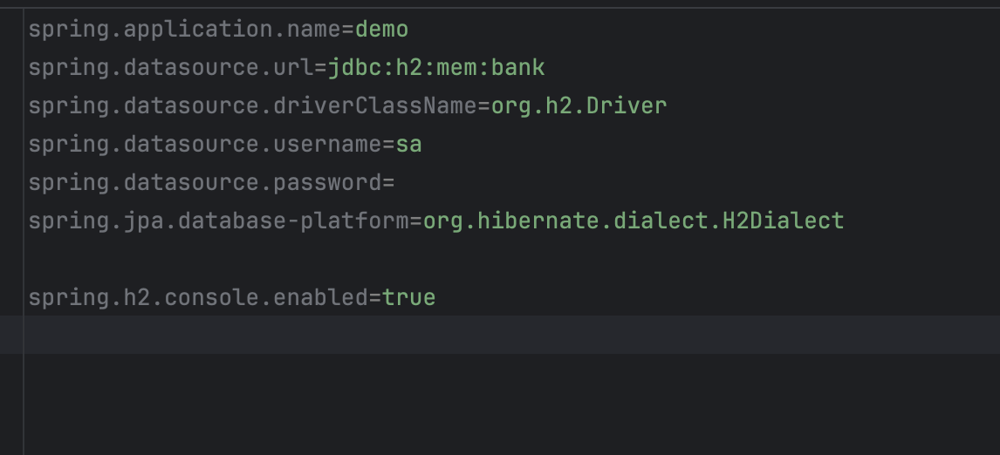 spring.application.name=demo
spring.datasource.url=jdbc:h2:mem:bank
spring.datasource.driverClassName=org.h2.Driver
spring.datasource.username=sa
spring.datasource.password=
spring.jpa.database-platform=org.hibernate.dialect.H2Dialect
spring.h2.console.enabled=true